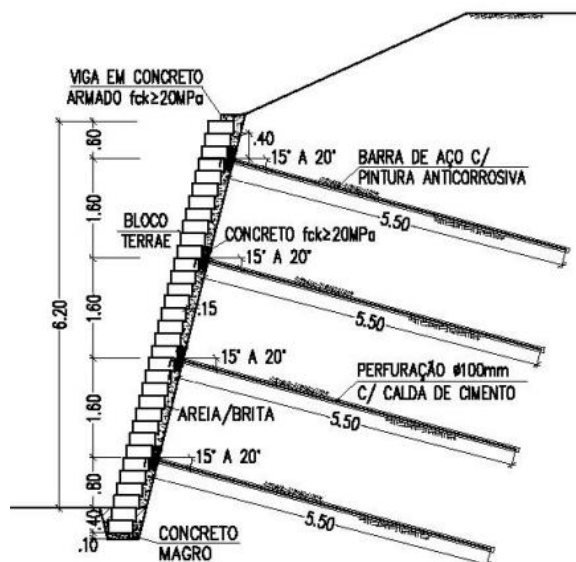 VIGA EM CONCRETO
ARMADO fck≥20MPa
.60
.40
15° A 20°
BARRA DE AÇO C/
PINTURA ANTICORROSIVA
5.50
1.60
BLOCO
TERRAE
CONCRETO fck≥20MPa
15° A 20°
5.50
6.20
1.60
.15
15° A 20°
PERFURAÇÃO ø100mm
C/ CALDA DE CIMENTO
5.50
1.60
AREIA/BRITA
15° A 20°
5.50
.80
.40
.10
CONCRETO
MAGRO